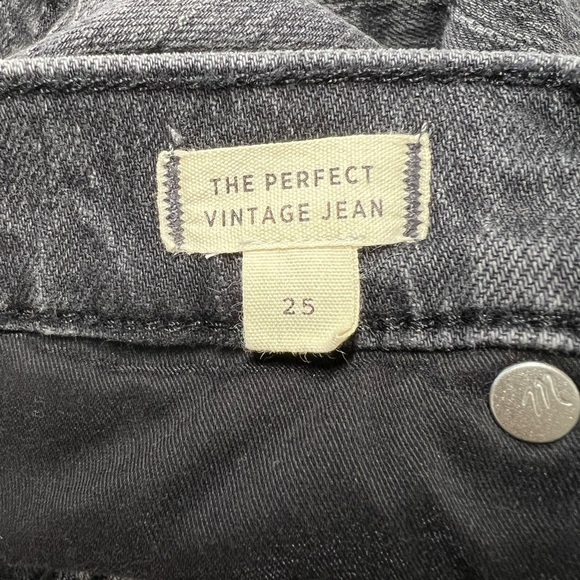 THE PERFECT
VINTAGE JEAN
25
m